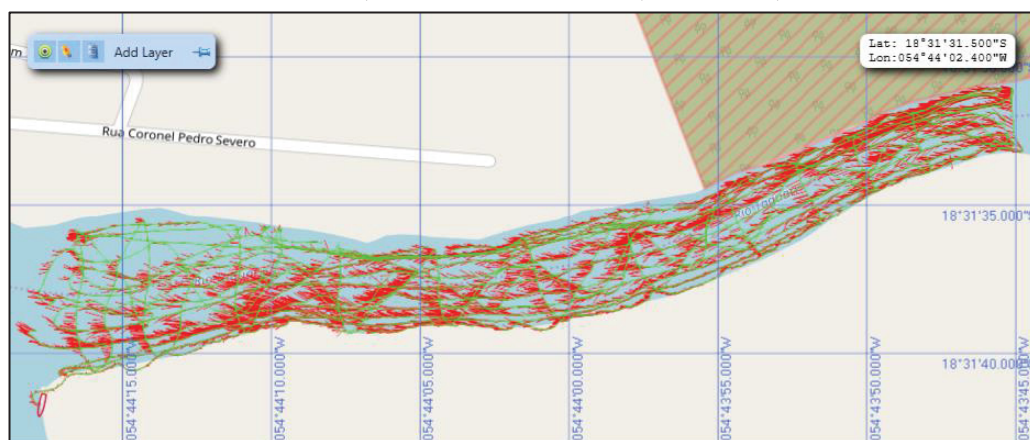 Add Layer
Lat: 18°31'31.500"S
Lon:054°44'02.400"W
Rua Coronel Pedro Severo
18°31'35.000"S
18°31'40.000"S
054°44'15.000"W
054°44'10.000"W
054°44'05.000"W
054°44'00.000"W
054°43'55.000"W
054°43'50.000"W
054°43'45.000"W